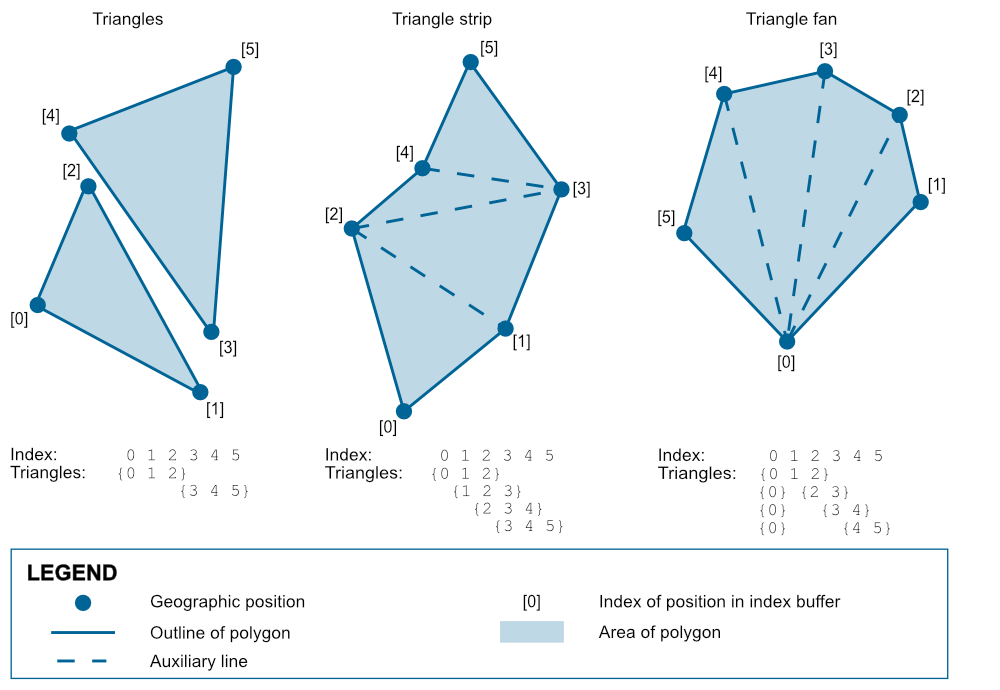 Triangles
[5]
[4]
[2]
[0]
[3]
[1]
Triangle strip
[5]
[4]
[3]
[2]
[1]
[0]
Triangle fan
[3]
[4]
[2]
[1]
[5]
[0]
Index: 0 1 2 3 4 5
Triangles: {0 1 2}
{3 4 5}
Index: 0 1 2 3 4 5
Triangles: {0 1 2}
{1 2 3}
{2 3 4}
{3 4 5}
Index: 0 1 2 3 4 5
Triangles: {0 1 2}
{0} {2 3}
{0} {3 4}
{0} {4 5}
LEGEND
Geographic position
Outline of polygon
Auxiliary line
[0] Index of position in index buffer
Area of polygon